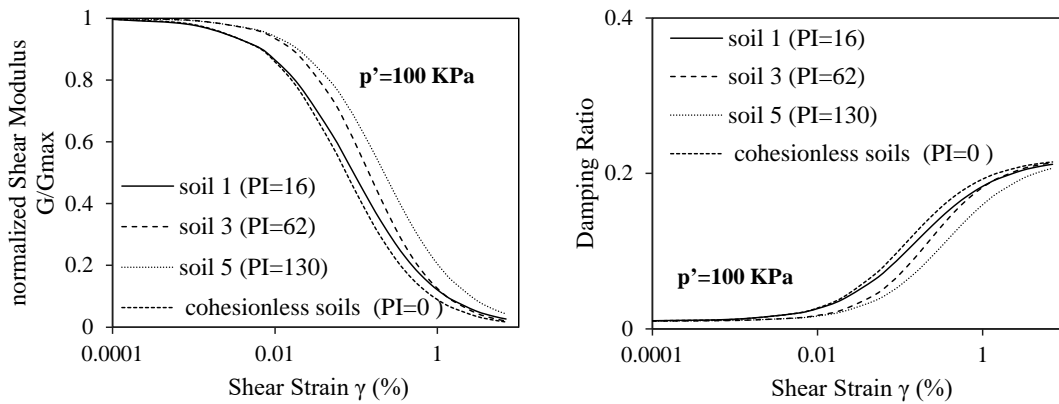 normalized Shear Modulus
G/Gmax
1
0.8
0.6
0.4
0.2
0
p’=100 KPa
soil 1 (PI=16)
soil 3 (PI=62)
soil 5 (PI=130)
cohesionless soils (PI=0 )
0.0001
0.01
1
Shear Strain γ (%)
Damping Ratio
0.4
0.2
0
soil 1 (PI=16)
soil 3 (PI=62)
soil 5 (PI=130)
cohesionless soils (PI=0 )
p’=100 KPa
0.0001
0.01
1
Shear Strain γ (%)